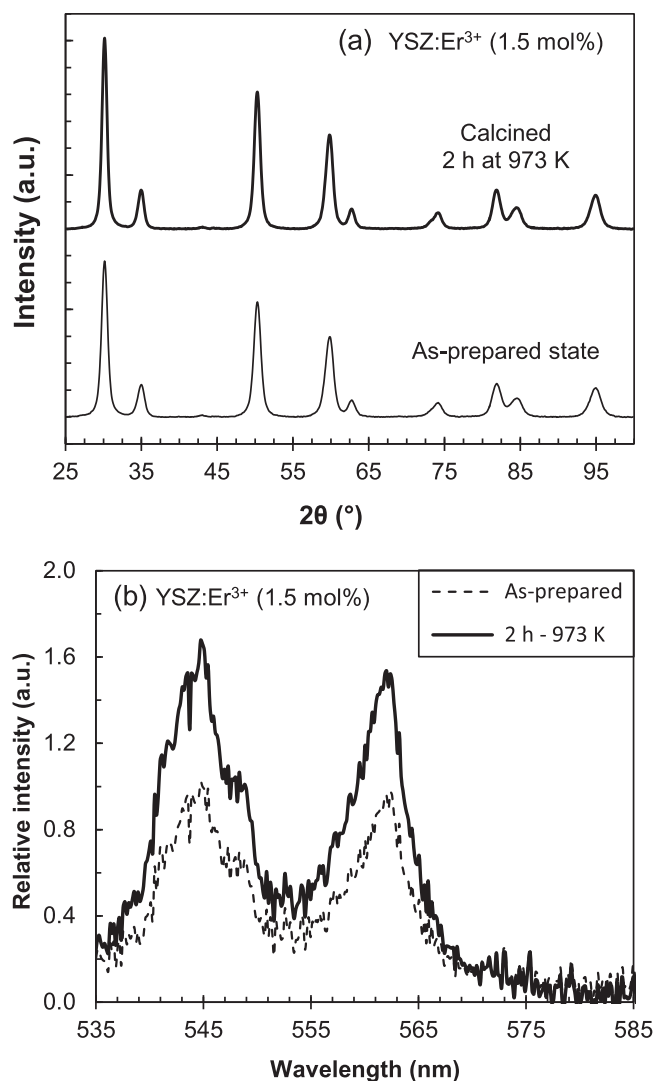 (a) YSZ:Er³⁺ (1.5 mol%)
Calcined
2 h at 973 K
As-prepared state
Intensity (a.u.)
25 35 45 55 65 75 85 95
2θ (°)
2.0
1.6
1.2
0.8
0.4
0.0
(b) YSZ:Er³⁺ (1.5 mol%)
As-prepared
2 h - 973 K
Relative intensity (a.u.)
535 545 555 565 575 585
Wavelength (nm)